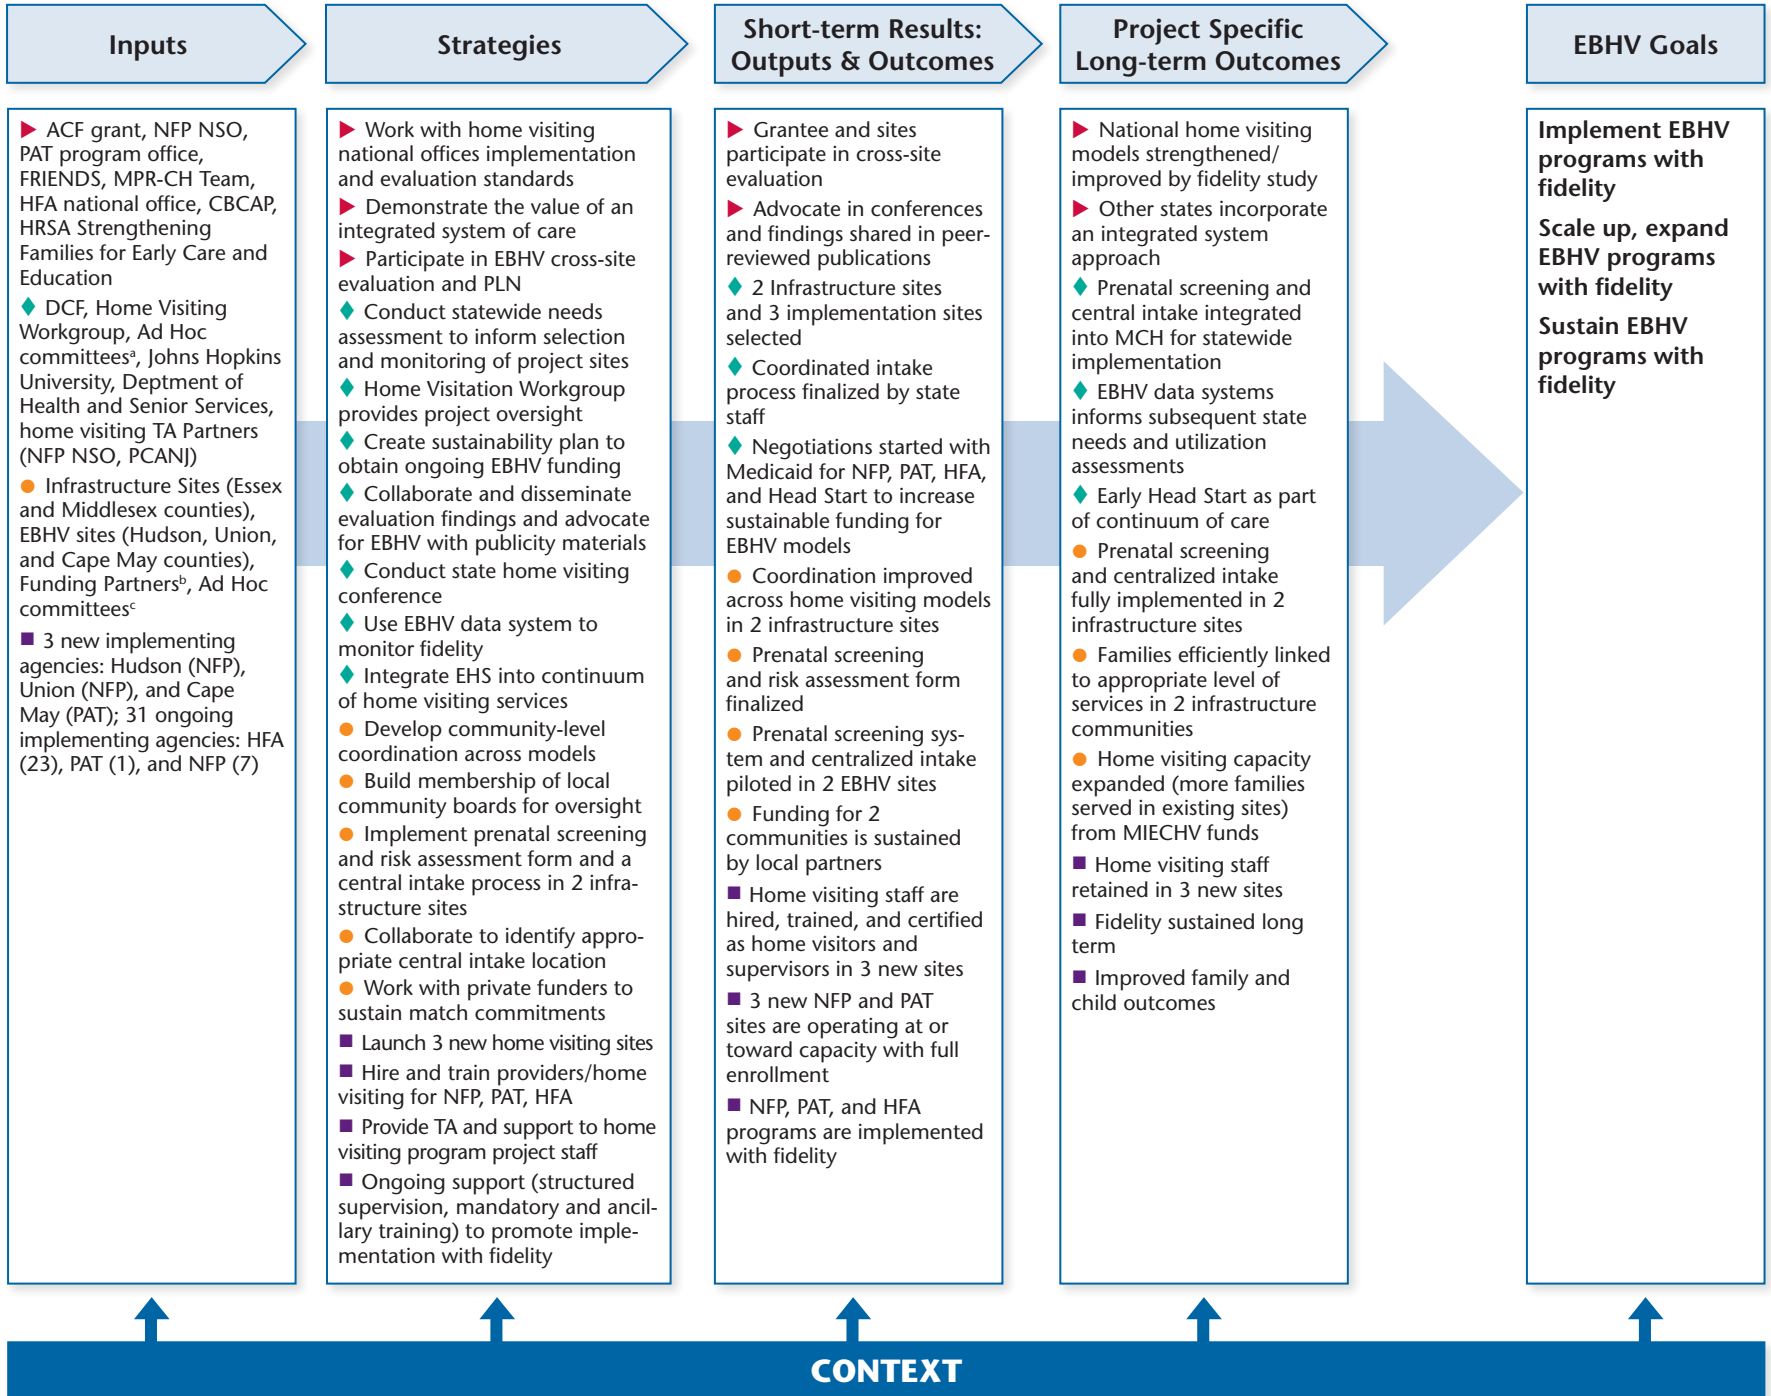 Inputs
Strategies
Short-term Results:
Outputs & Outcomes
Project Specific
Long-term Outcomes
EBHV Goals
▶ ACF grant, NFP NSO,
PAT program office,
FRIENDS, MPR-CH Team,
HFA national office, CBCAP,
HRSA Strengthening
Families for Early Care and
Education
♦ DCF, Home Visiting
Workgroup, Ad Hoc
committeesᵃ, Johns Hopkins
University, Deptment of
Health and Senior Services,
home visiting TA Partners
(NFP NSO, PCANJ)
● Infrastructure Sites (Essex
and Middlesex counties),
EBHV sites (Hudson, Union,
and Cape May counties),
Funding Partnersᵇ, Ad Hoc
committeesᶜ
■ 3 new implementing
agencies: Hudson (NFP),
Union (NFP), and Cape
May (PAT); 31 ongoing
implementing agencies: HFA
(23), PAT (1), and NFP (7)
▶ Work with home visiting
national offices implementation
and evaluation standards
▶ Demonstrate the value of an
integrated system of care
▶ Participate in EBHV cross-site
evaluation and PLN
♦ Conduct statewide needs
assessment to inform selection
and monitoring of project sites
♦ Home Visitation Workgroup
provides project oversight
♦ Create sustainability plan to
obtain ongoing EBHV funding
♦ Collaborate and disseminate
evaluation findings and advocate
for EBHV with publicity materials
♦ Conduct state home visiting
conference
♦ Use EBHV data system to
monitor fidelity
♦ Integrate EHS into continuum
of home visiting services
● Develop community-level
coordination across models
● Build membership of local
community boards for oversight
● Implement prenatal screening
and risk assessment form and a
central intake process in 2 infra-
structure sites
● Collaborate to identify appro-
priate central intake location
● Work with private funders to
sustain match commitments
■ Launch 3 new home visiting sites
■ Hire and train providers/home
visiting for NFP, PAT, HFA
■ Provide TA and support to home
visiting program project staff
■ Ongoing support (structured
supervision, mandatory and ancil-
lary training) to promote imple-
mentation with fidelity
▶ Grantee and sites
participate in cross-site
evaluation
▶ Advocate in conferences
and findings shared in peer-
reviewed publications
♦ 2 Infrastructure sites
and 3 implementation sites
selected
♦ Coordinated intake
process finalized by state
staff
♦ Negotiations started with
Medicaid for NFP, PAT, HFA,
and Head Start to increase
sustainable funding for
EBHV models
● Coordination improved
across home visiting models
in 2 infrastructure sites
● Prenatal screening
and risk assessment form
finalized
● Prenatal screening sys-
tem and centralized intake
piloted in 2 EBHV sites
● Funding for 2
communities is sustained
by local partners
■ Home visiting staff are
hired, trained, and certified
as home visitors and
supervisors in 3 new sites
■ 3 new NFP and PAT
sites are operating at or
toward capacity with full
enrollment
■ NFP, PAT, and HFA
programs are implemented
with fidelity
▶ National home visiting
models strengthened/
improved by fidelity study
▶ Other states incorporate
an integrated system
approach
♦ Prenatal screening and
central intake integrated
into MCH for statewide
implementation
♦ EBHV data systems
informs subsequent state
needs and utilization
assessments
♦ Early Head Start as part
of continuum of care
● Prenatal screening
and centralized intake
fully implemented in 2
infrastructure sites
● Families efficiently linked
to appropriate level of
services in 2 infrastructure
communities
● Home visiting capacity
expanded (more families
served in existing sites)
from MIECHV funds
■ Home visiting staff
retained in 3 new sites
■ Fidelity sustained long
term
■ Improved family and
child outcomes
Implement EBHV
programs with
fidelity
Scale up, expand
EBHV programs
with fidelity
Sustain EBHV
programs with
fidelity
CONTEXT